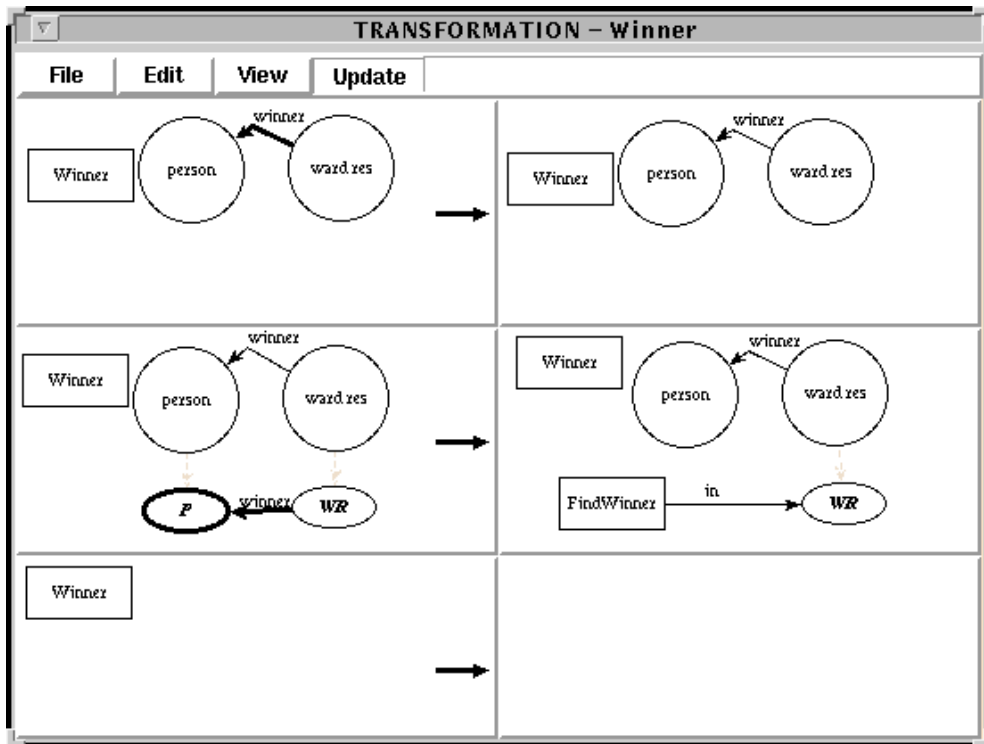 TRANSFORMATION – Winner
File Edit View Update
winner
Winner person ward res
winner
Winner person ward res
winner
Winner person ward res
P winner WR
winner
Winner person ward res
FindWinner in WR
Winner